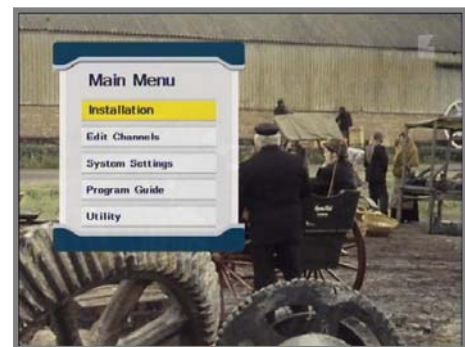 Main Menu
Installation
Edit Channels
System Settings
Program Guide
Utility